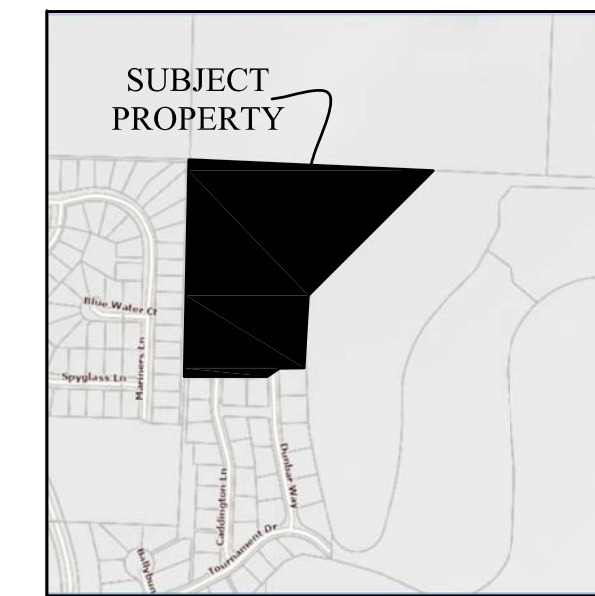 SUBJECT
PROPERTY
Blue Water Ct
Mariners Ln
Spyglass Ln
Dunbar Way
Caddington Ln
Tournament Dr